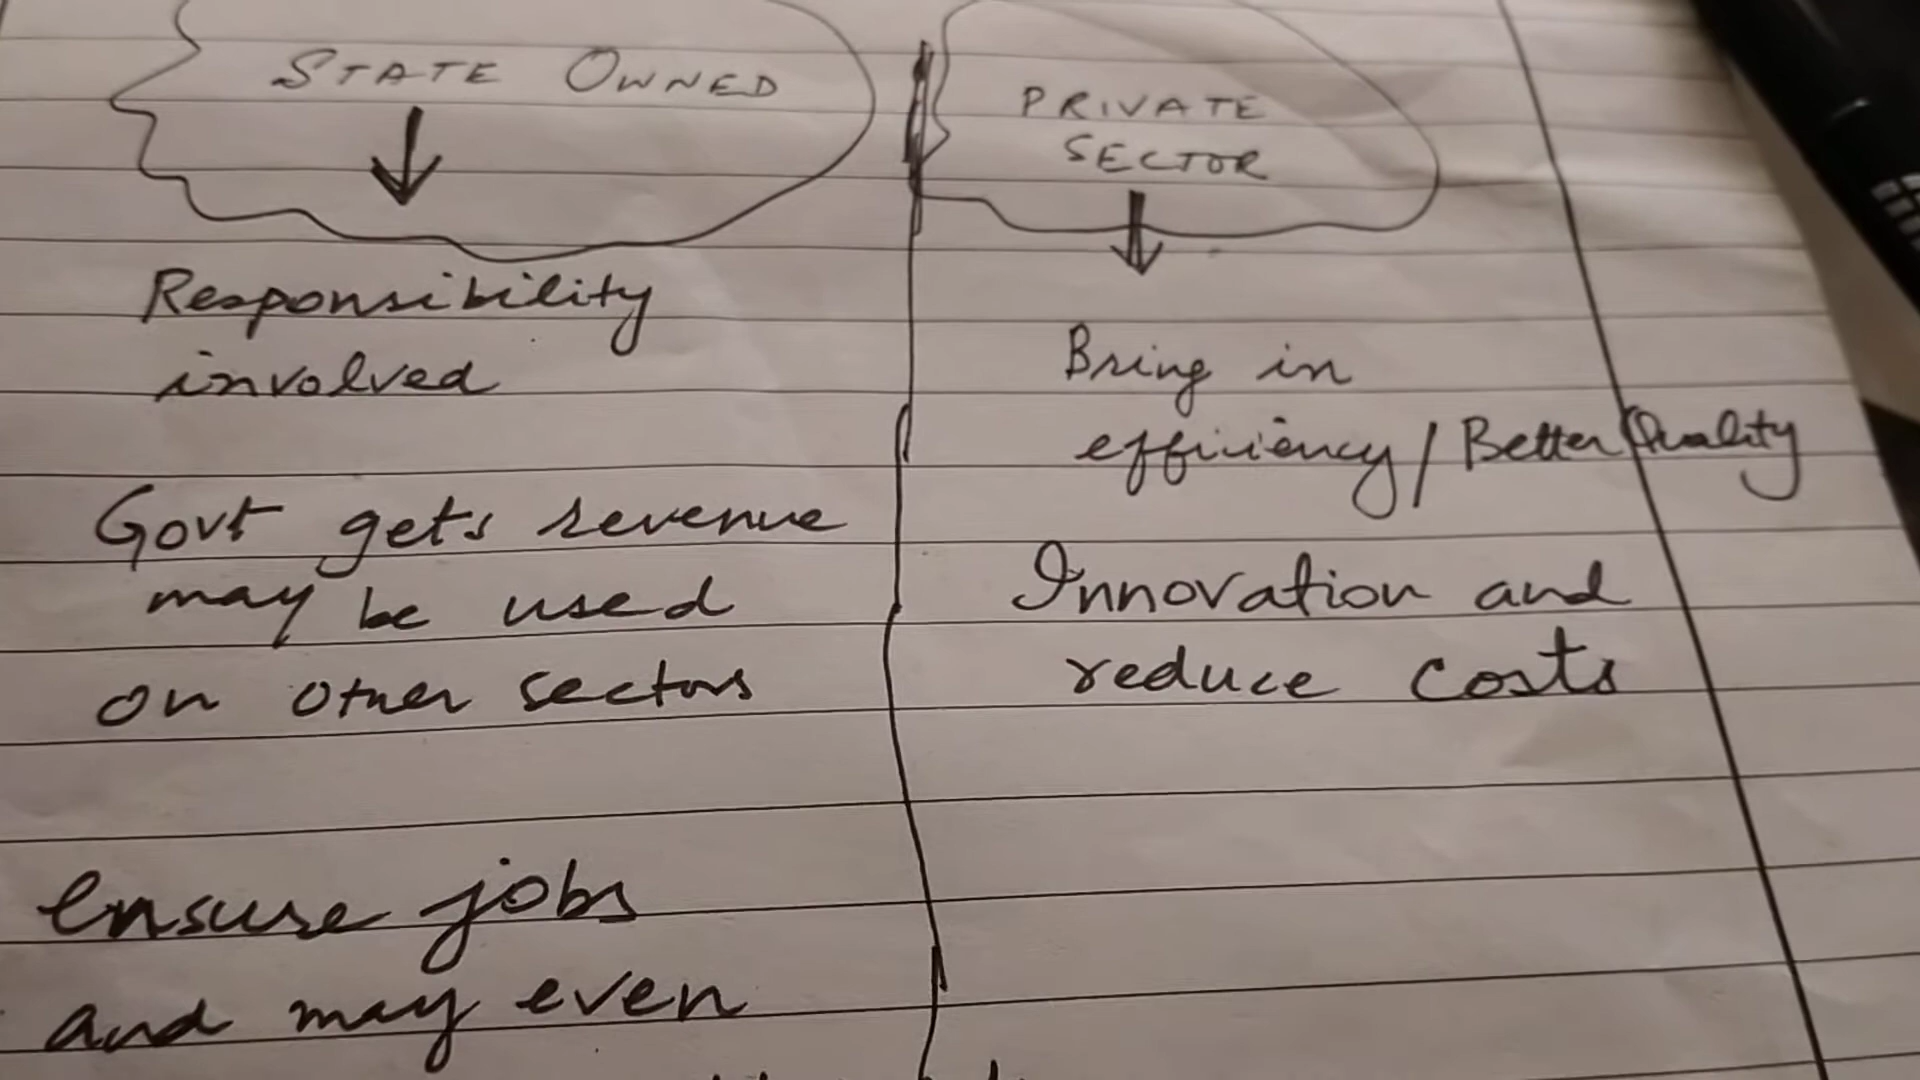 STATE OWNED
Responsibility
involved
Govt gets revenue
may be used
on other sectors
ensure jobs
and may even
PRIVATE
SECTOR
Bring in
efficiency / Better Quality
Innovation and
reduce costs